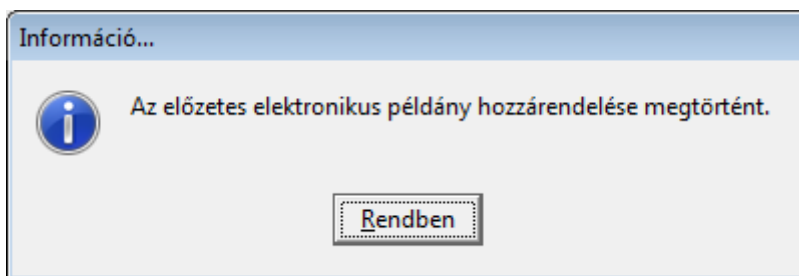 Információ...
Az előzetes elektronikus példány hozzárendelése megtörtént.
Rendben